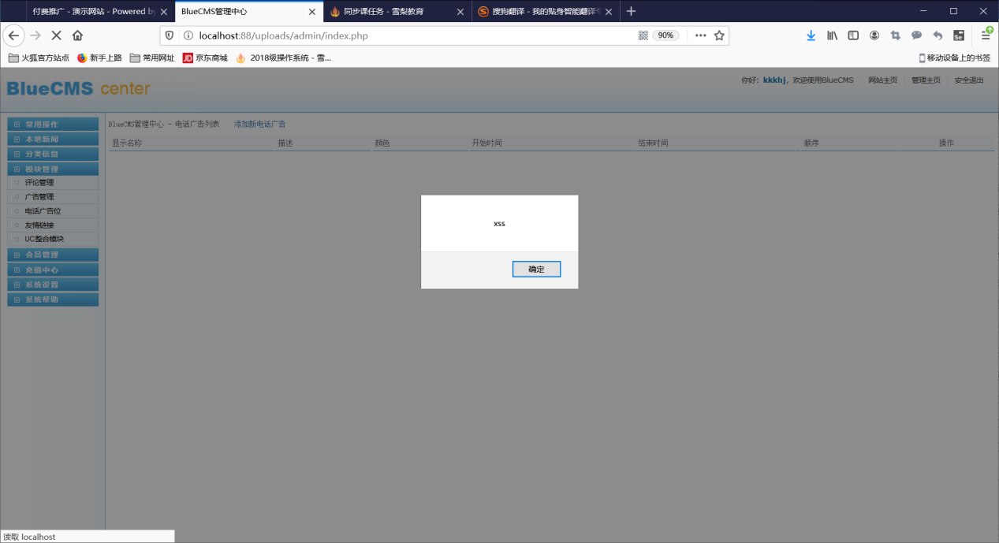 付费推广 - 演示网站 - Powered by
BlueCMS管理中心
同步课任务 - 雪梨教育
搜狗翻译 - 我的贴身智能翻译
localhost:88/uploads/admin/index.php
90%
火狐官方站点
新手上路
常用网址
JD
京东商城
2018级操作系统 - 雪...
移动设备上的书签
BlueCMS center
你好: kkkhj, 欢迎使用BlueCMS
网站主页
管理主页
安全退出
常用操作
本地新闻
分类信息
模块管理
评论管理
广告管理
电话广告位
友情链接
UC整合模块
会员管理
充值中心
系统设置
系统帮助
BlueCMS管理中心 - 电话广告列表
添加新电话广告
显示名称
描述
颜色
开始时间
结束时间
顺序
操作
xss
确定
读取 localhost